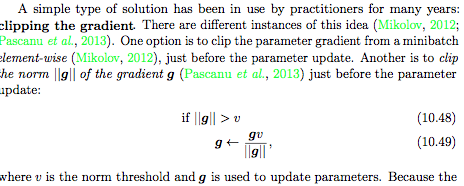 A simple type of solution has been in use by practitioners for many years:
clipping the gradient. There are different instances of this idea (Mikolov, 2012;
Pascanu et al., 2013). One option is to clip the parameter gradient from a minibatch
element-wise (Mikolov, 2012), just before the parameter update. Another is to clip
the norm ||g|| of the gradient g (Pascanu et al., 2013) just before the parameter
update:
if ||g|| > v (10.48)
g ← gv / ||g||, (10.49)
where v is the norm threshold and g is used to update parameters. Because the